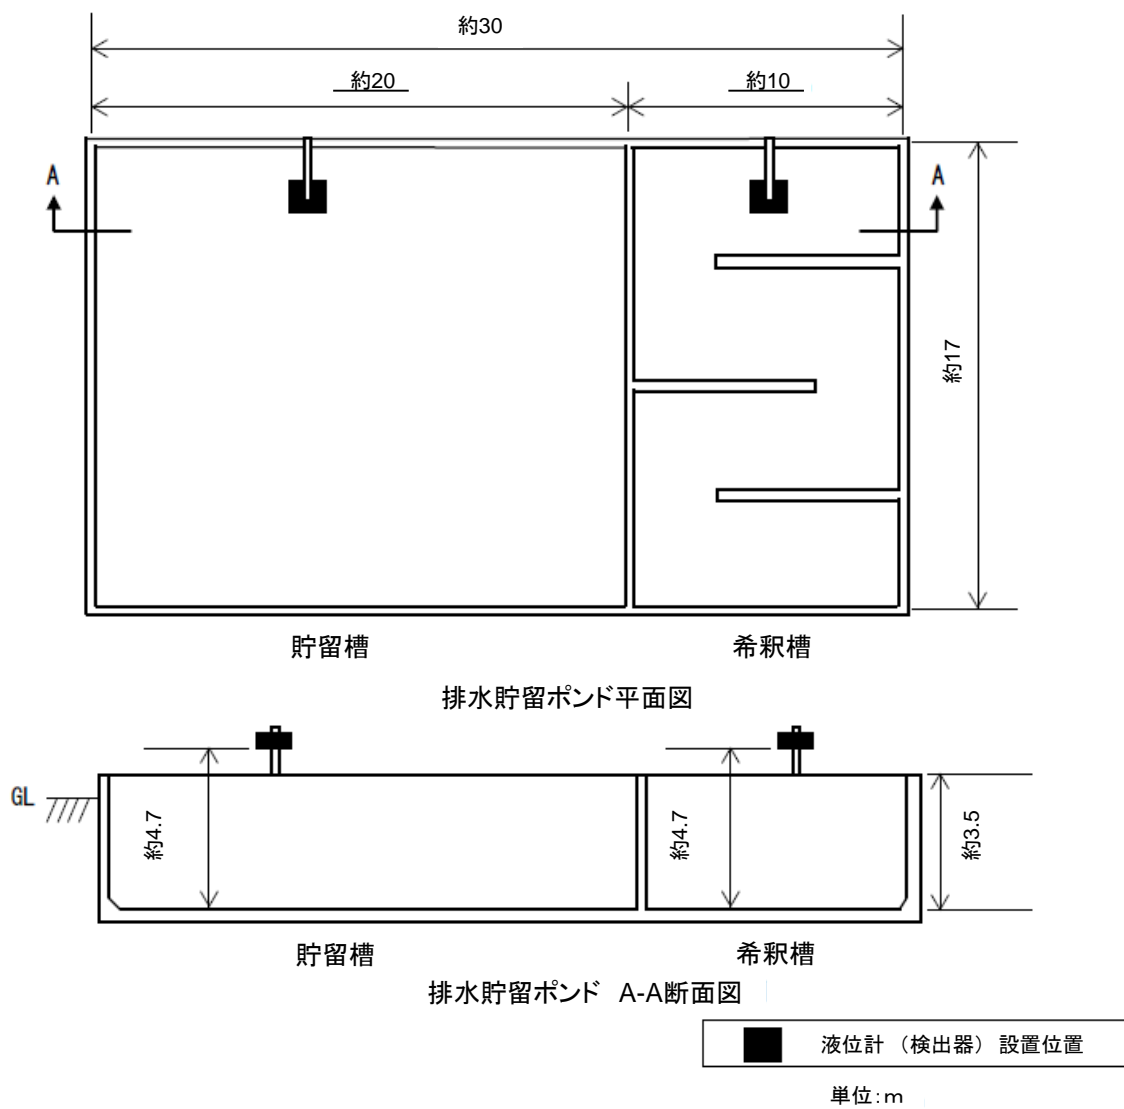 約30
約20
約10
A
A
約17
貯留槽
希釈槽
排水貯留ポンド平面図
GL
約4.7
約4.7
約3.5
貯留槽
希釈槽
排水貯留ポンド A-A断面図
液位計 （検出器） 設置位置
単位:m